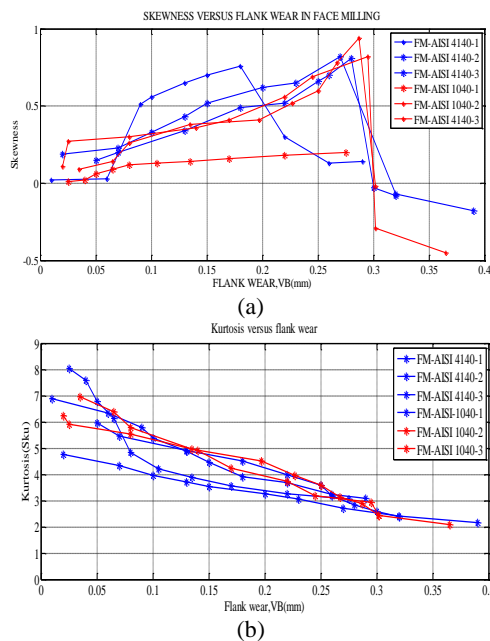 SKEWNESS VERSUS FLANK WEAR IN FACE MILLING
1
0.5
0
-0.5
Skewness
0 0.05 0.1 0.15 0.2 0.25 0.3 0.35 0.4
FLANK WEAR,VB(mm)
FM-AISI 4140-1
FM-AISI 4140-2
FM-AISI 4140-3
FM-AISI 1040-1
FM-AISI 1040-2
FM-AISI 4140-3
(a)
Kurtosis versus flank wear
9
8
7
6
5
4
3
2
1
0
Kurtosis(Sku)
0 0.05 0.1 0.15 0.2 0.25 0.3 0.35 0.4
Flank wear,VB(mm)
FM-AISI 4140-1
FM-AISI 4140-2
FM-AISI 4140-3
FM-AISI-1040-1
FM-AISI 1040-2
FM-AISI 1040-3
(b)